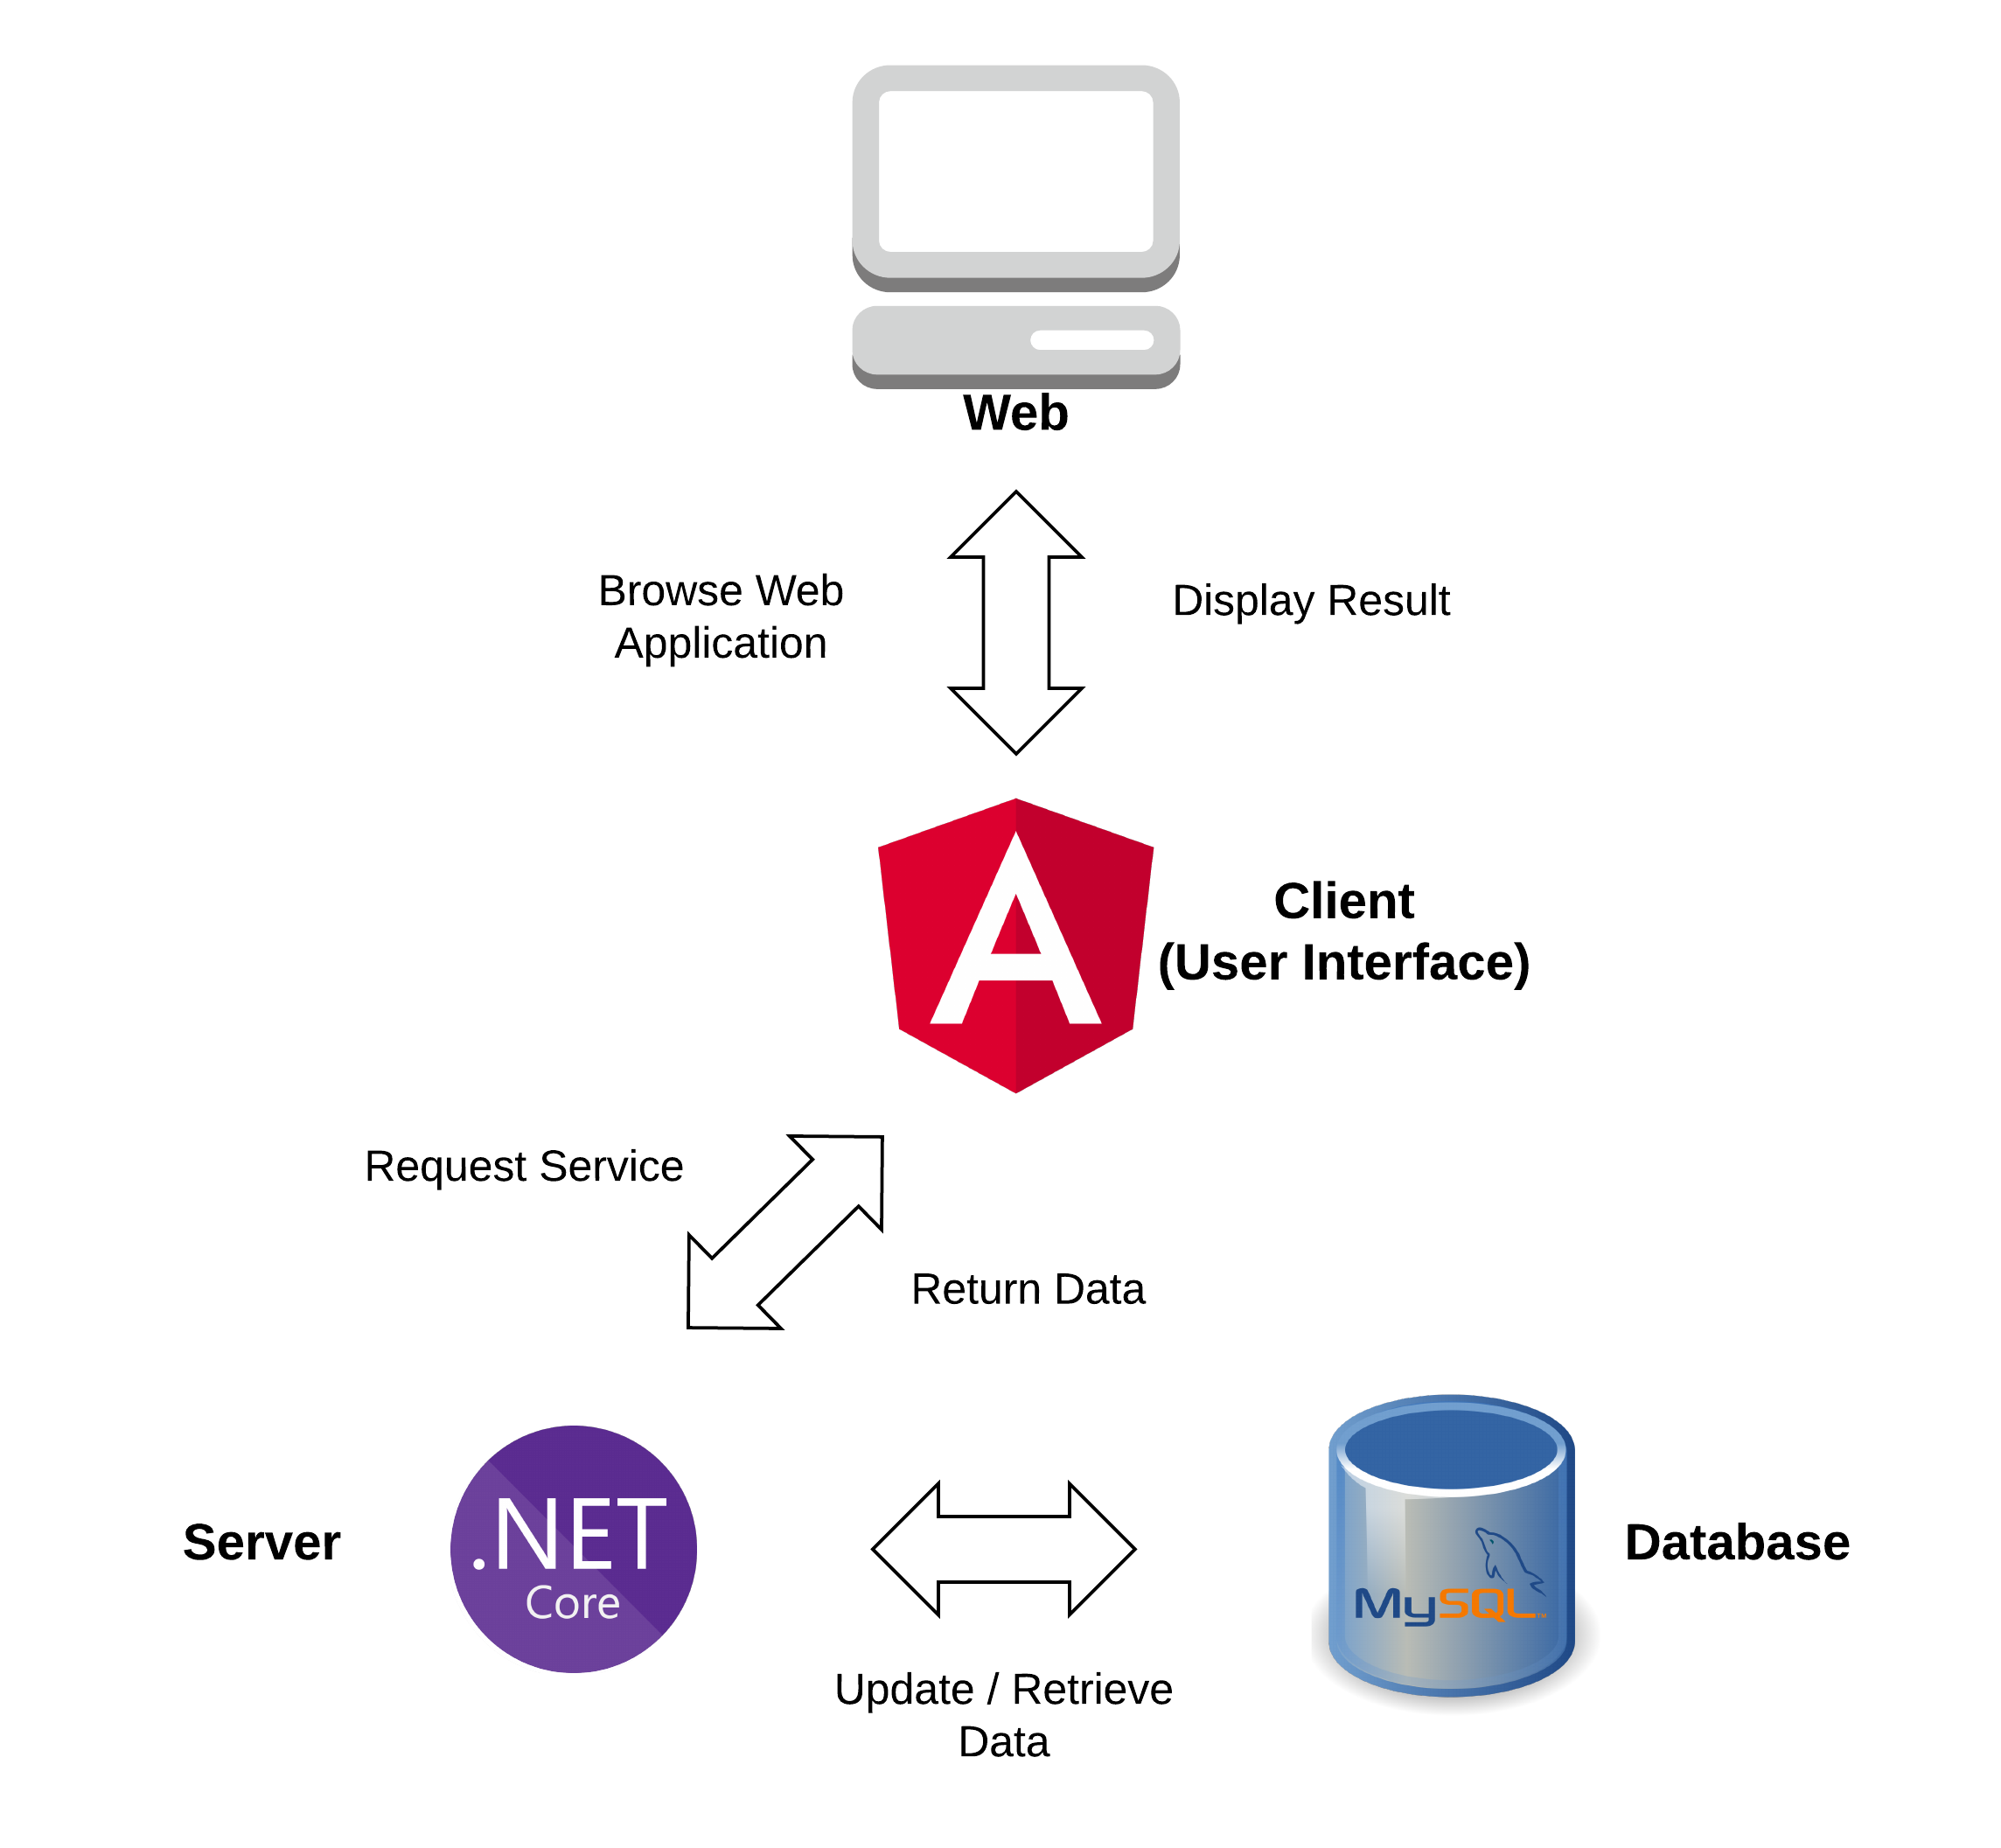 Web
Browse Web
Application
Display Result
Client
(User Interface)
Request Service
Return Data
Server
.NET
Core
MySQL™
Database
Update / Retrieve
Data